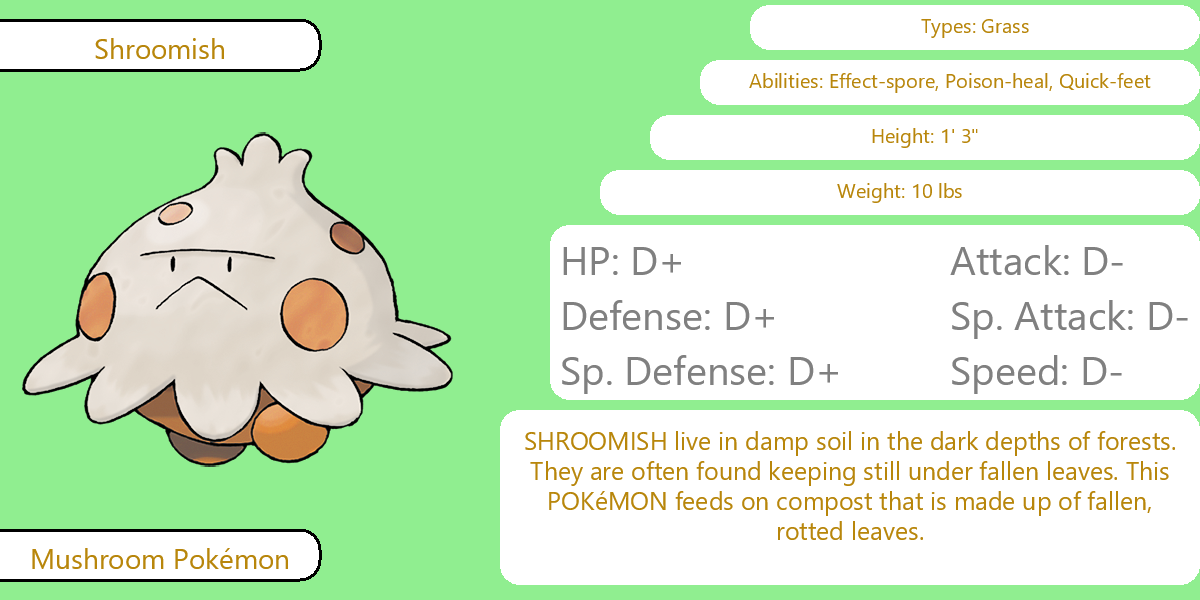 Shroomish
Types: Grass
Abilities: Effect-spore, Poison-heal, Quick-feet
Height: 1' 3"
Weight: 10 lbs
HP: D+
Attack: D-
Defense: D+
Sp. Attack: D-
Sp. Defense: D+
Speed: D-
SHROOMISH live in damp soil in the dark depths of forests.
They are often found keeping still under fallen leaves. This
POKéMON feeds on compost that is made up of fallen,
rotted leaves.
Mushroom Pokémon